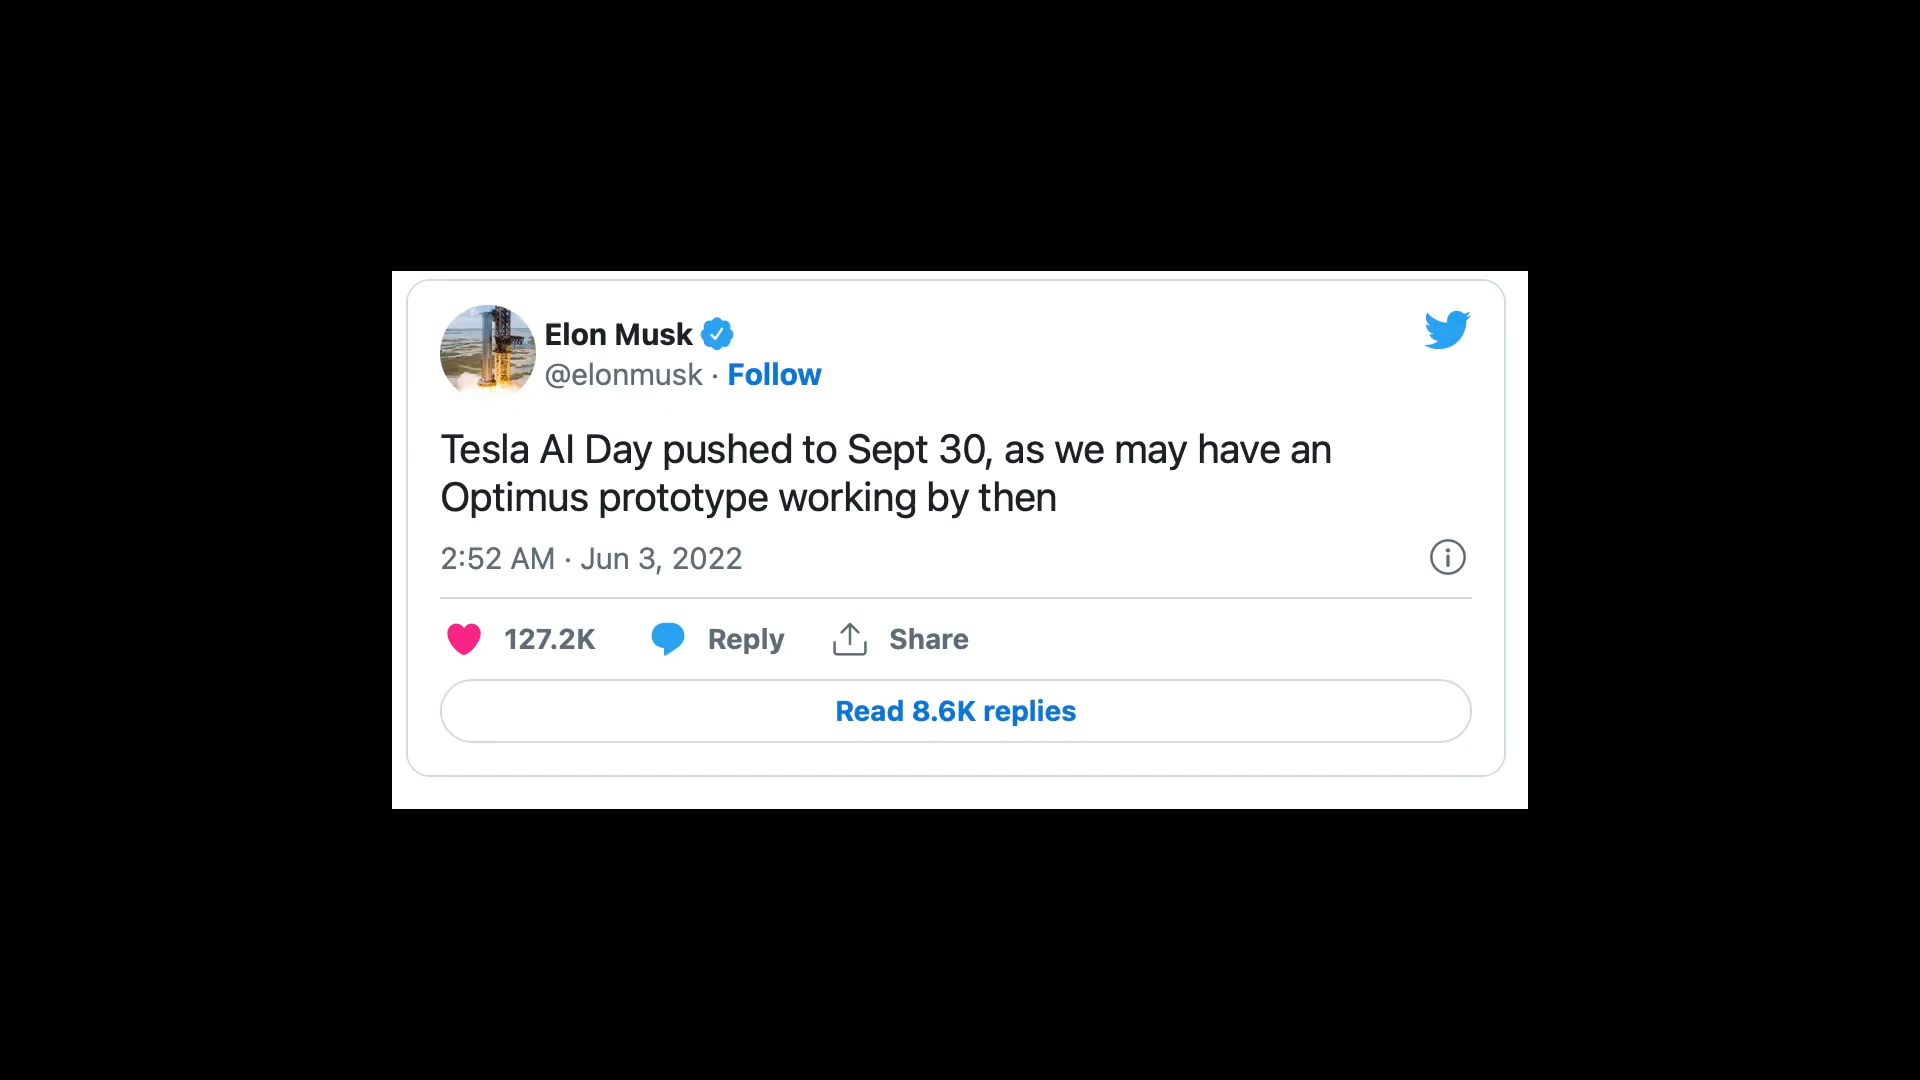 Elon Musk
@elonmusk · Follow
Tesla AI Day pushed to Sept 30, as we may have an
Optimus prototype working by then
2:52 AM · Jun 3, 2022
127.2K Reply Share
Read 8.6K replies